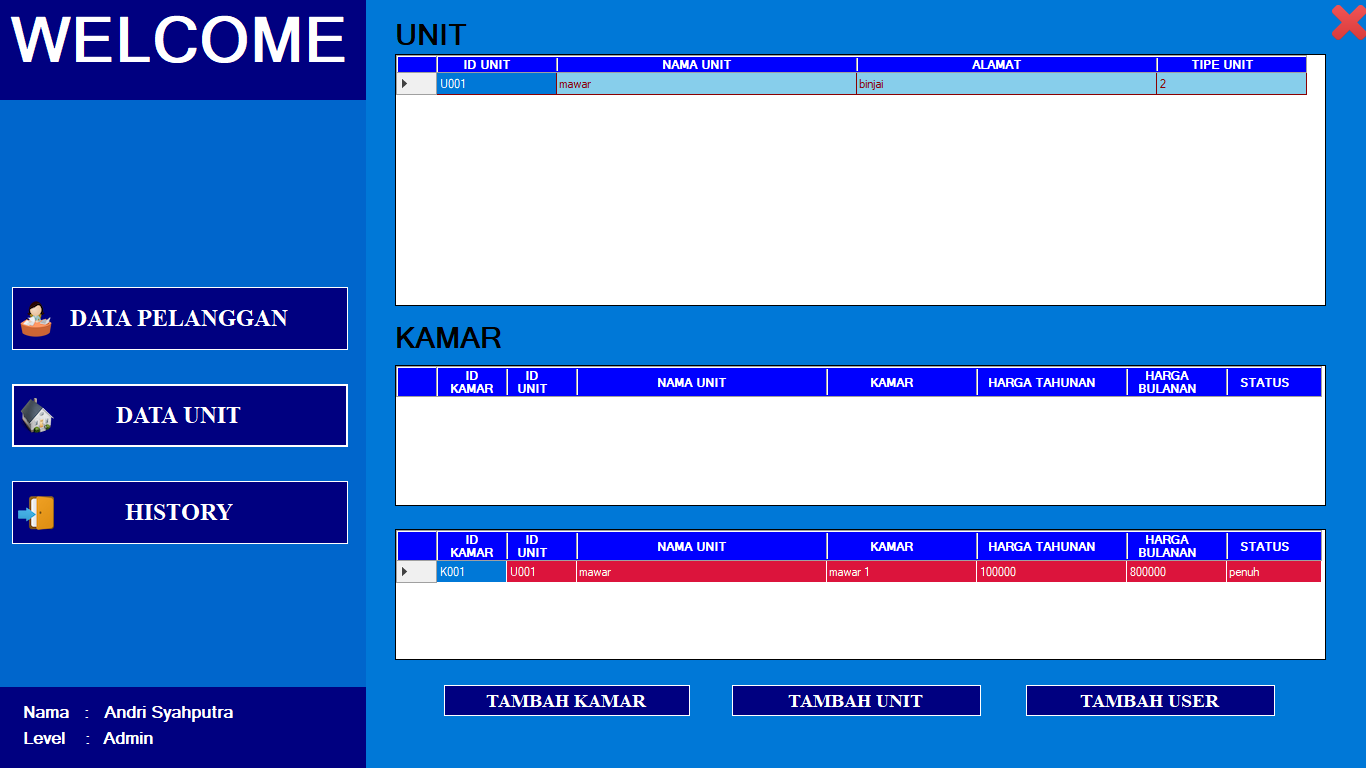 WELCOME
DATA PELANGGAN
DATA UNIT
HISTORY
Nama : Andri Syahputra
Level : Admin
UNIT
ID UNIT NAMA UNIT ALAMAT TIPE UNIT
U001 mawar binjai 2
KAMAR
ID KAMAR ID UNIT NAMA UNIT KAMAR HARGA TAHUNAN HARGA BULANAN STATUS
ID KAMAR ID UNIT NAMA UNIT KAMAR HARGA TAHUNAN HARGA BULANAN STATUS
K001 U001 mawar mawar 1 100000 800000 penuh
TAMBAH KAMAR TAMBAH UNIT TAMBAH USER